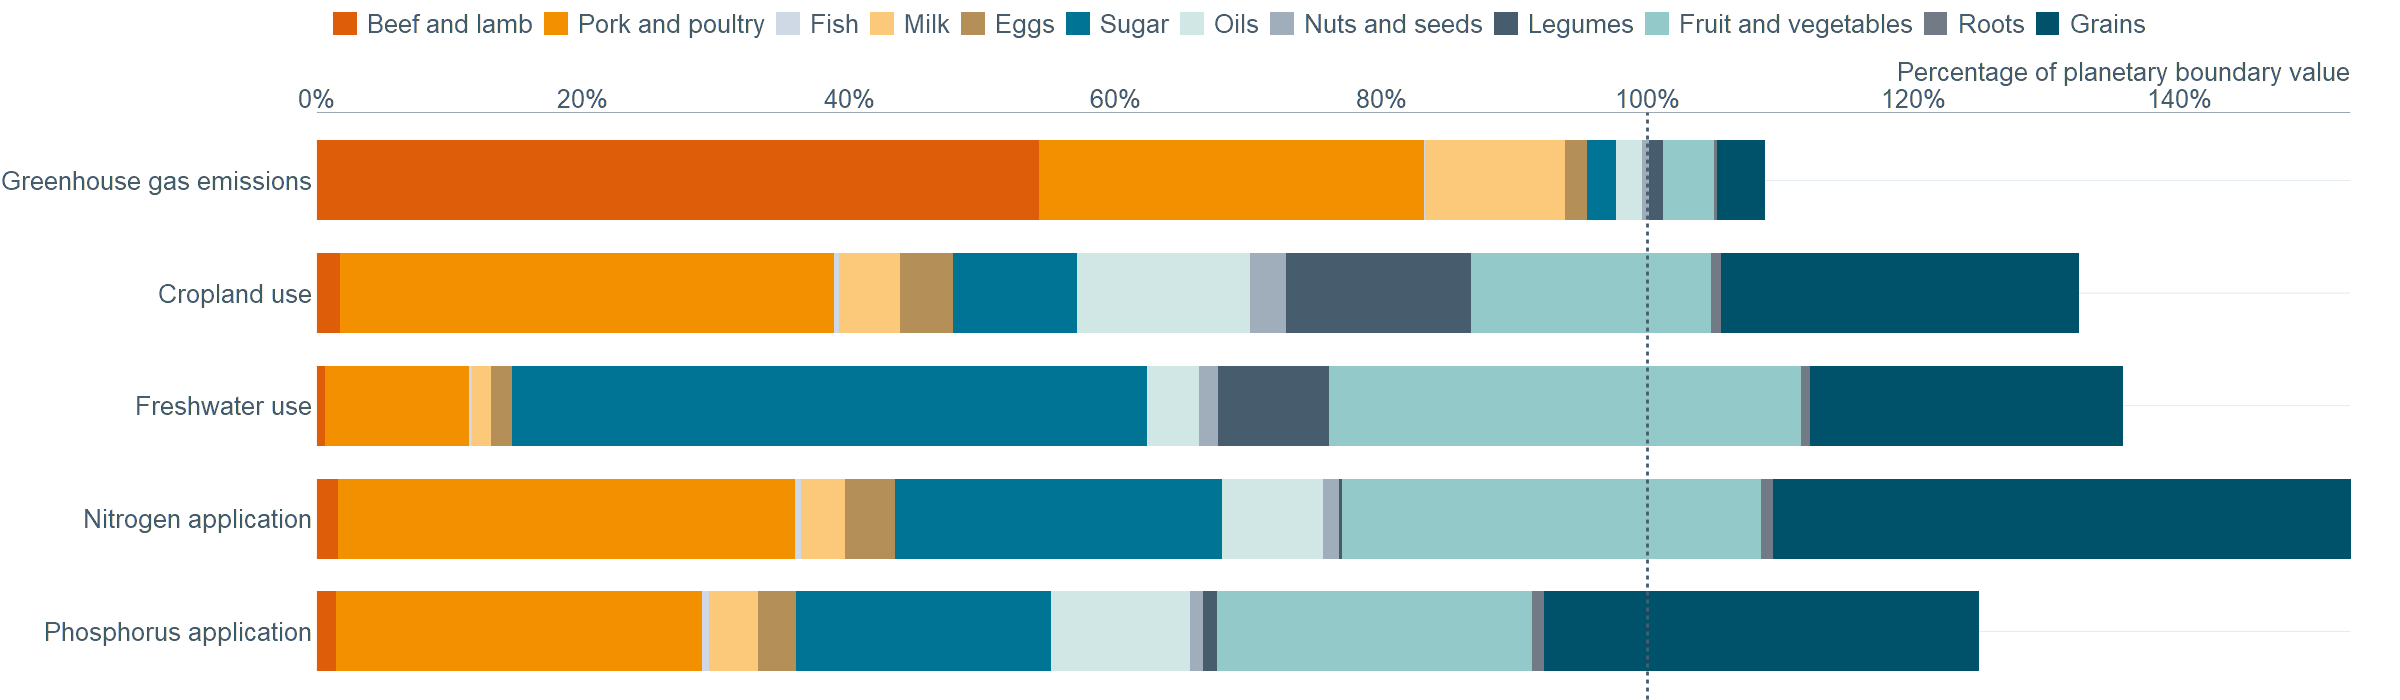 Beef and lamb Pork and poultry Fish Milk Eggs Sugar Oils Nuts and seeds Legumes Fruit and vegetables Roots Grains
Percentage of planetary boundary value
0% 20% 40% 60% 80% 100% 120% 140%
Greenhouse gas emissions
Cropland use
Freshwater use
Nitrogen application
Phosphorus application